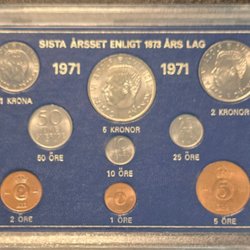 SISTA ÅRSSET ENLIGT 1873 ÅRS LAG
1971 1971
1 KRONA 5 KRONOR 2 KRONOR
50 ÖRE 10 ÖRE 25 ÖRE
2 ÖRE 1 ÖRE 5 ÖRE
50